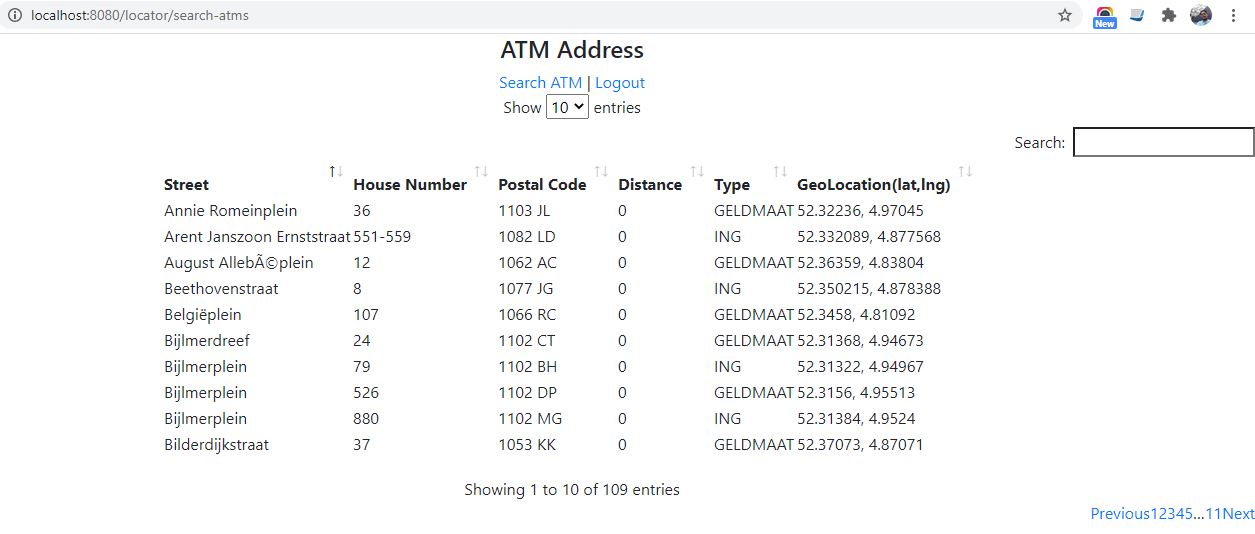 localhost:8080/locator/search-atms
New
ATM Address
Search ATM | Logout
Show 10 entries
Search:
Street House Number Postal Code Distance Type GeoLocation(lat,lng)
Annie Romeinplein 36 1103 JL 0 GELDMAAT 52.32236, 4.97045
Arent Janszoon Ernststraat 551-559 1082 LD 0 ING 52.332089, 4.877568
August AllebÃ©plein 12 1062 AC 0 GELDMAAT 52.36359, 4.83804
Beethovenstraat 8 1077 JG 0 ING 52.350215, 4.878388
Belgiëplein 107 1066 RC 0 GELDMAAT 52.3458, 4.81092
Bijlmerdreef 24 1102 CT 0 GELDMAAT 52.31368, 4.94673
Bijlmerplein 79 1102 BH 0 ING 52.31322, 4.94967
Bijlmerplein 526 1102 DP 0 GELDMAAT 52.3156, 4.95513
Bijlmerplein 880 1102 MG 0 ING 52.31384, 4.9524
Bilderdijkstraat 37 1053 KK 0 GELDMAAT 52.37073, 4.87071
Showing 1 to 10 of 109 entries
Previous12345…11Next